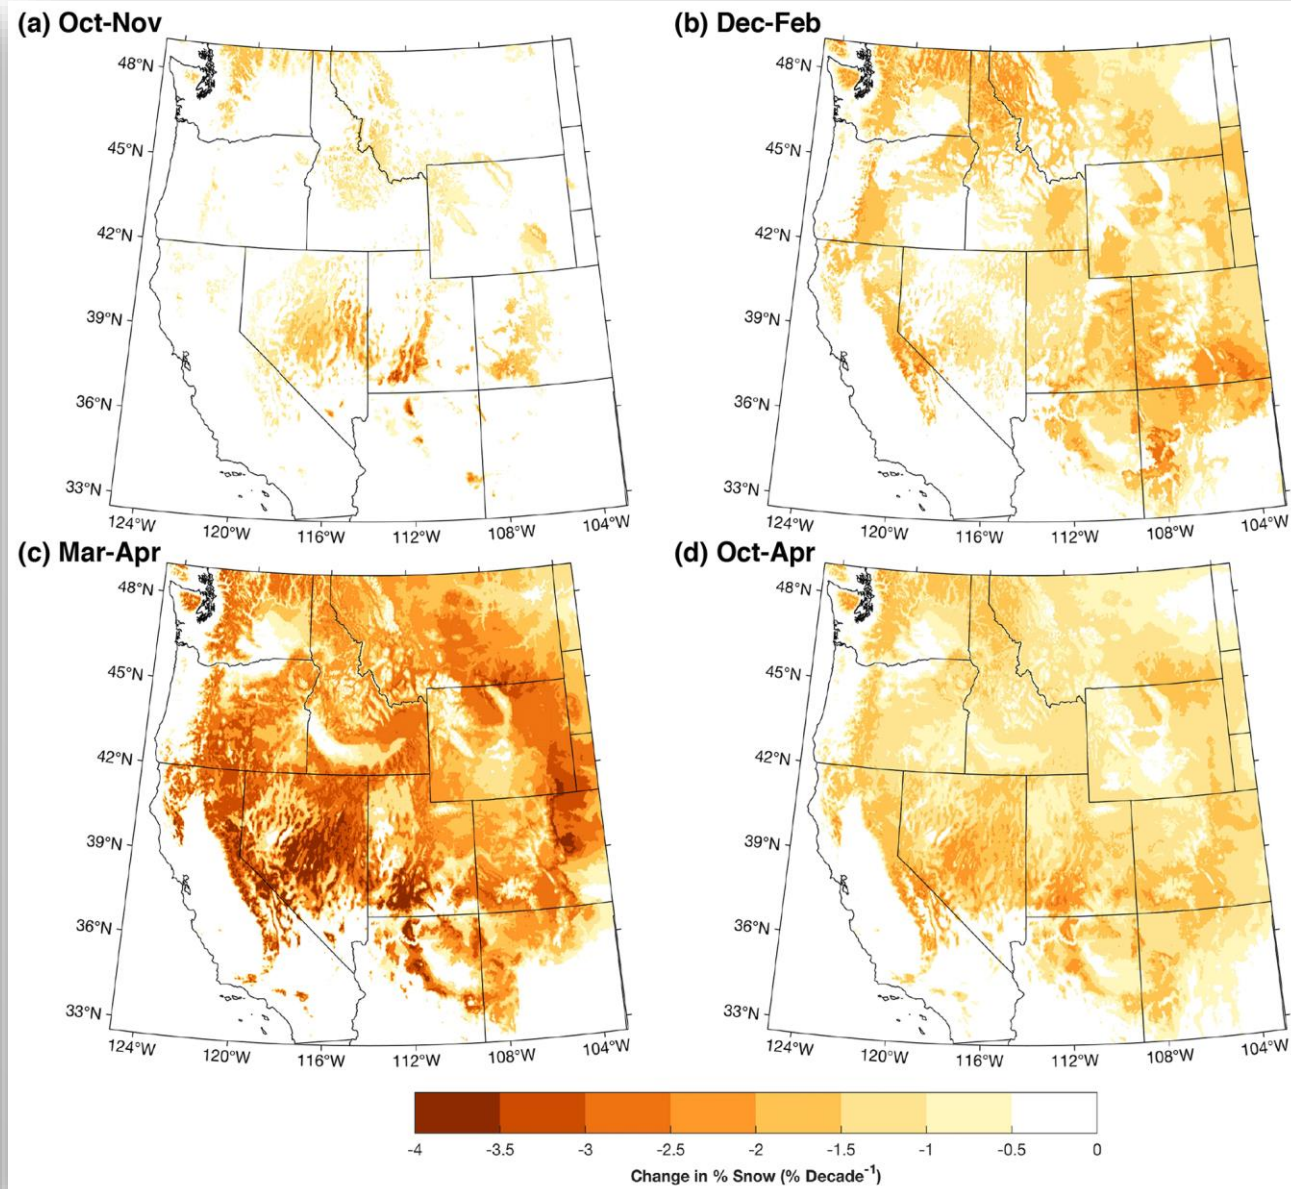 (a) Oct-Nov
(b) Dec-Feb
48°N
45°N
42°N
39°N
36°N
33°N
124°W 120°W 116°W 112°W 108°W 104°W
48°N
45°N
42°N
39°N
36°N
33°N
124°W 120°W 116°W 112°W 108°W 104°W
(c) Mar-Apr
(d) Oct-Apr
48°N
45°N
42°N
39°N
36°N
33°N
124°W 120°W 116°W 112°W 108°W 104°W
48°N
45°N
42°N
39°N
36°N
33°N
124°W 120°W 116°W 112°W 108°W 104°W
-4 -3.5 -3 -2.5 -2 -1.5 -1 -0.5 0
Change in % Snow (% Decade⁻¹)